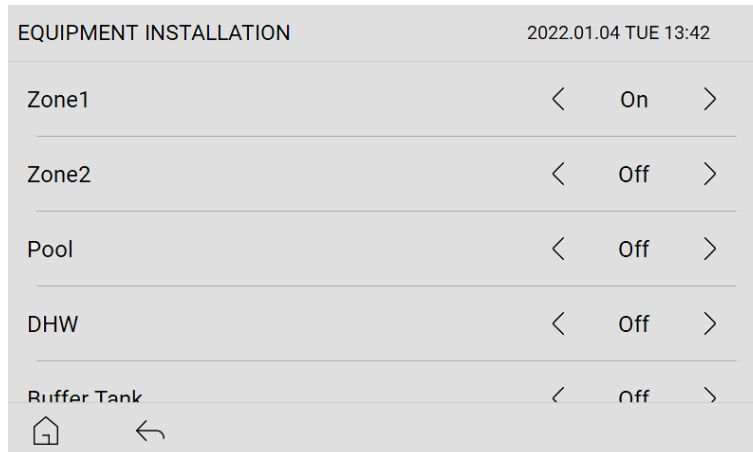 EQUIPMENT INSTALLATION 2022.01.04 TUE 13:42
Zone1 On
Zone2 Off
Pool Off
DHW Off
Buffer Tank Off